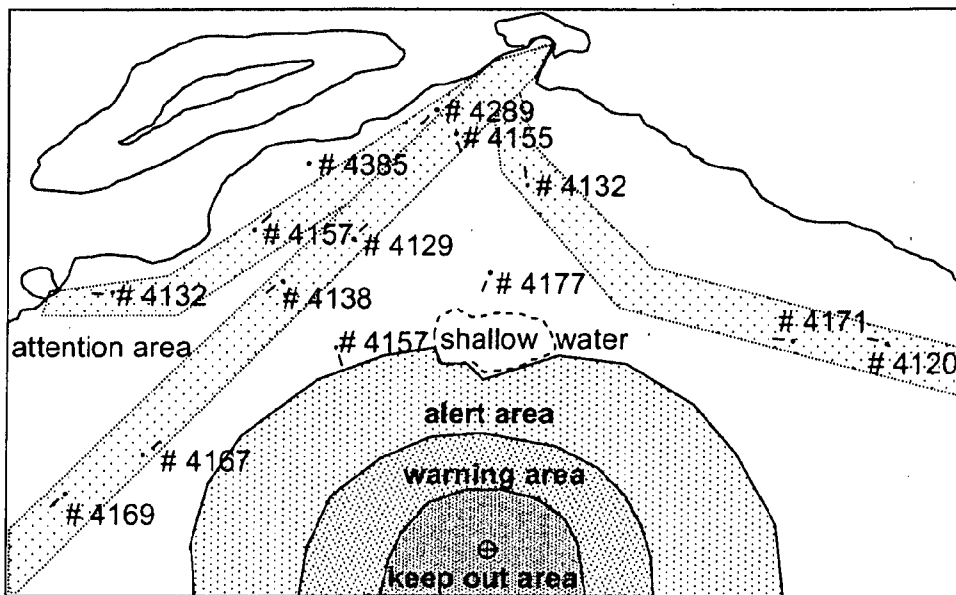 # 4289
# 4155
# 4385
# 4132
# 4157
# 4129
# 4177
# 4132
# 4138
# 4171
attention area
# 4157
shallow water
# 4120
alert area
# 4167
warning area
# 4169
keep out area